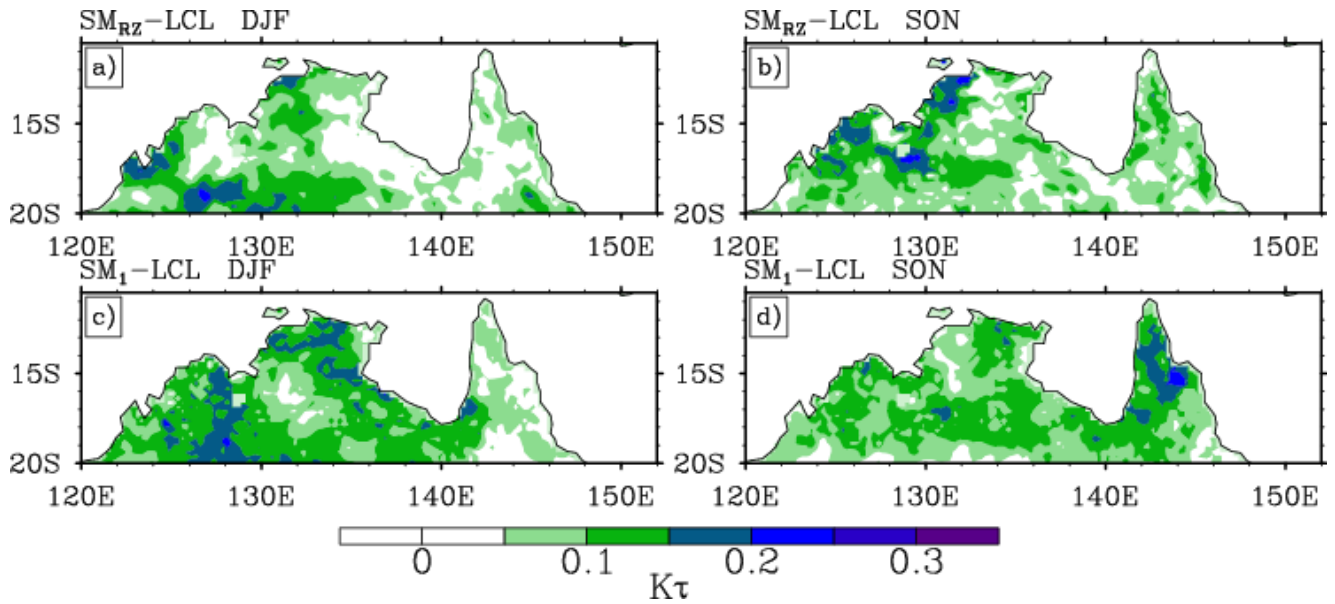 SM_RZ-LCL DJF
SM_RZ-LCL SON
a)
b)
15S
15S
20S
20S
120E 130E 140E 150E
120E 130E 140E 150E
SM₁-LCL DJF
SM₁-LCL SON
c)
d)
15S
15S
20S
20S
120E 130E 140E 150E
120E 130E 140E 150E
0 0.1 0.2 0.3
Kτ